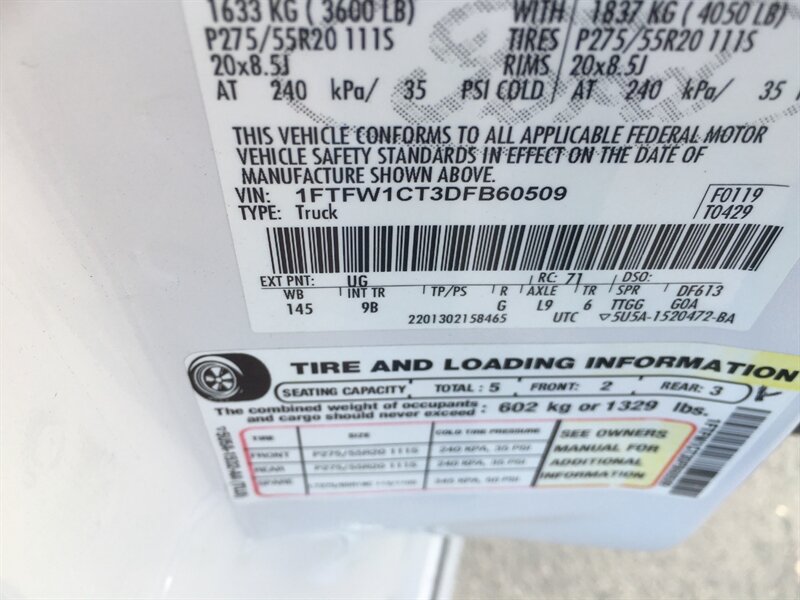 1633 KG ( 3600 LB) WITH 1837 KG ( 4050 LB)
P275/55R20 111S TIRES P275/55R20 111S
20x8.5J RIMS 20x8.5J
AT 240 kPa/ 35 PSI COLD AT 240 kPa/ 35
THIS VEHICLE CONFORMS TO ALL APPLICABLE FEDERAL MOTOR
VEHICLE SAFETY STANDARDS IN EFFECT ON THE DATE OF
MANUFACTURE SHOWN ABOVE.
VIN: 1FTFW1CT3DFB60509 F0119
TYPE: Truck T0429
EXT PNT: UG RC: 71 DSO:
WB INT TR TP/PS R AXLE TR SPR DF613
145 9B G L9 6 TTGG GOA
2201302158465 UTC ▽5U5A-1520472-BA
TIRE AND LOADING INFORMATION
SEATING CAPACITY TOTAL : 5 FRONT: 2 REAR: 3
The combined weight of occupants
and cargo should never exceed : 602 kg or 1329 lbs.
TIRE SIZE COLD TIRE PRESSURE
FRONT P275/55R20 111S 240 KPA, 35 PSI
REAR P275/55R20 111S 240 KPA, 35 PSI
SPARE
SEE OWNERS
MANUAL FOR
ADDITIONAL
INFORMATION